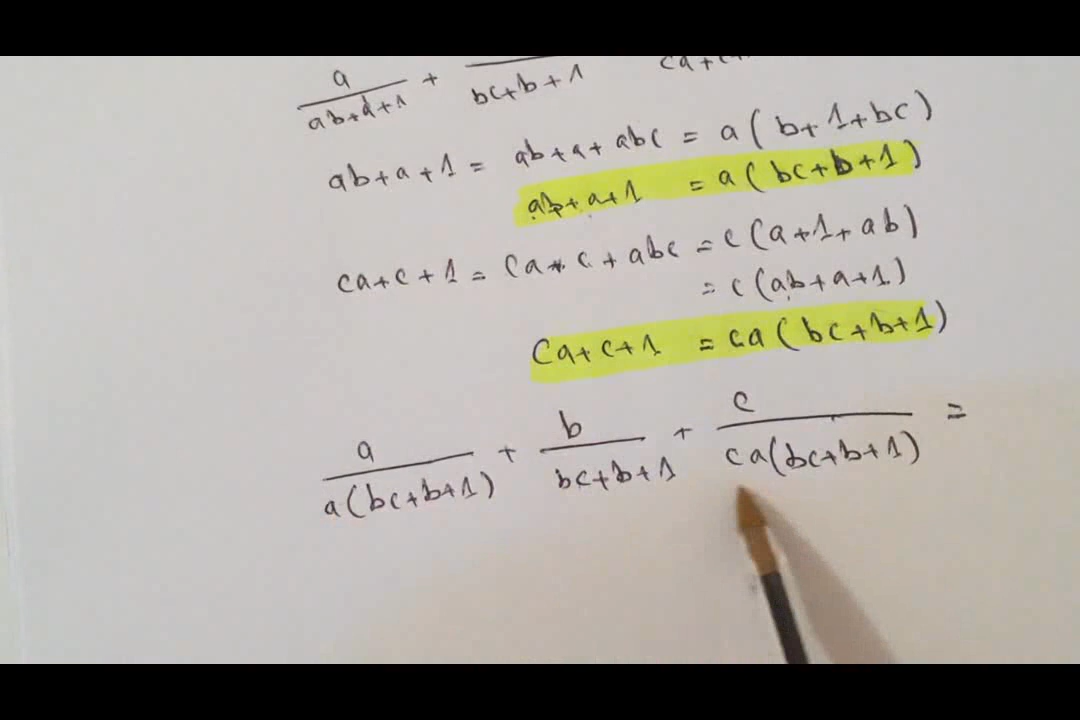 a/(ab+a+1) + /(bc+b+1) ca+c
ab+a+1 = ab+a+abc = a(b+1+bc)
ab+a+1 = a(bc+b+1)
ca+c+1 = ca+c+abc = c(a+1+ab)
= c(ab+a+1)
ca+c+1 = ca(bc+b+1)
a/(a(bc+b+1)) + b/(bc+b+1) + c/(ca(bc+b+1)) =